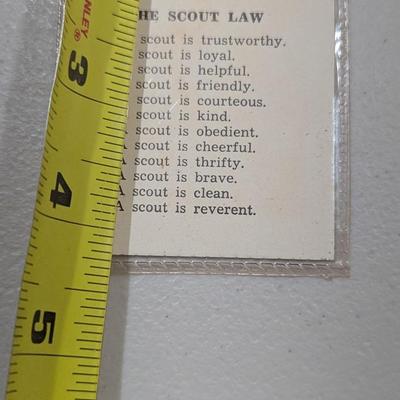 NLEY®
3
4
5
HE SCOUT LAW
scout is trustworthy.
scout is loyal.
scout is helpful.
scout is friendly.
scout is courteous.
scout is kind.
A scout is obedient.
A scout is cheerful.
A scout is thrifty.
A scout is brave.
A scout is clean.
A scout is reverent.